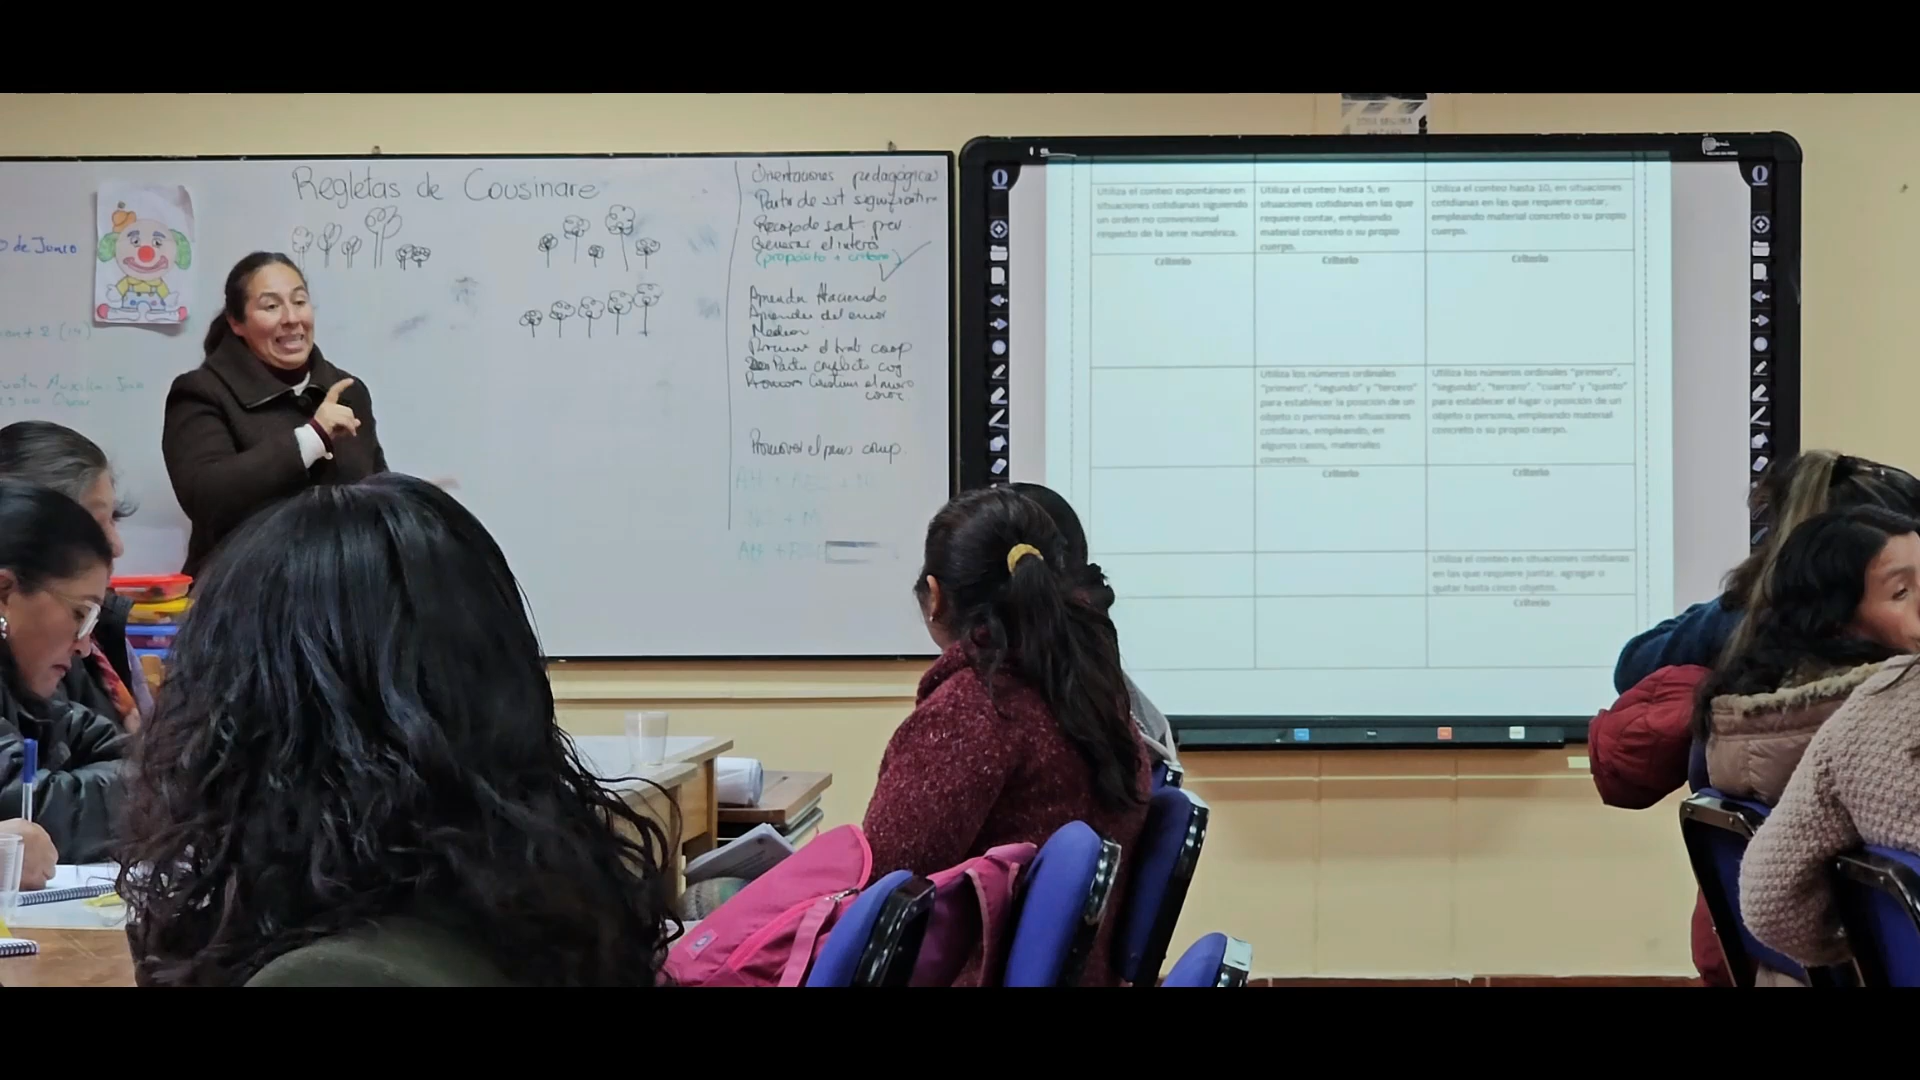 Regletas de Cousinare
de Junio
Orientaciones pedagógicas
Parte de sit significativa
Recoge saberes prev.
Generar el interés
(propósito + criterio)
Aprender Haciendo
Aprender del error
Mediar
trab coop
conflicto cog
Promover el pens comp.
ZONA SEGURA
Utiliza el conteo espontáneo en
situaciones cotidianas siguiendo
un orden no convencional
respecto de la serie numérica.
Utiliza el conteo hasta 5, en
situaciones cotidianas en las que
requiere contar, empleando
material concreto o su propio
cuerpo.
Utiliza el conteo hasta 10, en situaciones
cotidianas en las que requiere contar,
empleando material concreto o su propio
cuerpo.
Criterio
Criterio
Criterio
Utiliza los números ordinales
"primero", "segundo" y "tercero"
para establecer la posición de un
objeto o persona en situaciones
cotidianas, empleando, en
algunos casos, materiales
concretos.
Utiliza los números ordinales "primero",
"segundo", "tercero", "cuarto" y "quinto"
para establecer el lugar o posición de un
objeto o persona, empleando material
concreto o su propio cuerpo.
Criterio
Criterio
Utiliza el conteo en situaciones cotidianas
en las que requiere juntar, agregar o
quitar hasta cinco objetos.
Criterio